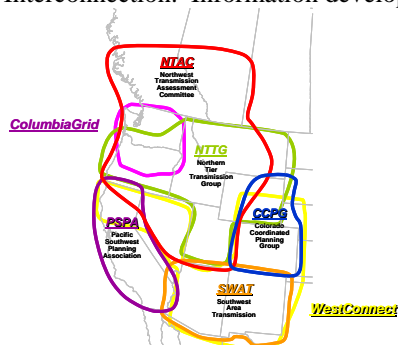 Interconnection. Information develop
NTAC
Northwest
Transmission
Assessment
Committee
ColumbiaGrid
NTTG
Northern
Tier
Transmission
Group
CCPG
Colorado
Coordinated
Planning
Group
PSPA
Pacific
Southwest
Planning
Association
SWAT
Southwest
Area
Transmission
WestConnect